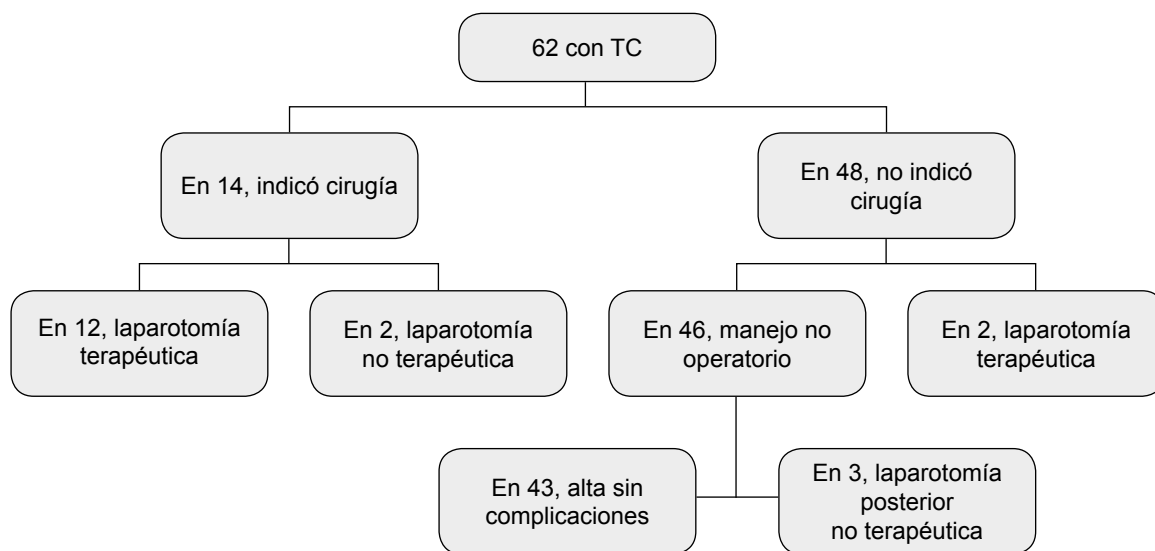 62 con TC
En 14, indicó cirugía
En 48, no indicó
cirugía
En 12, laparotomía
terapéutica
En 2, laparotomía
no terapéutica
En 46, manejo no
operatorio
En 2, laparotomía
terapéutica
En 43, alta sin
complicaciones
En 3, laparotomía
posterior
no terapéutica